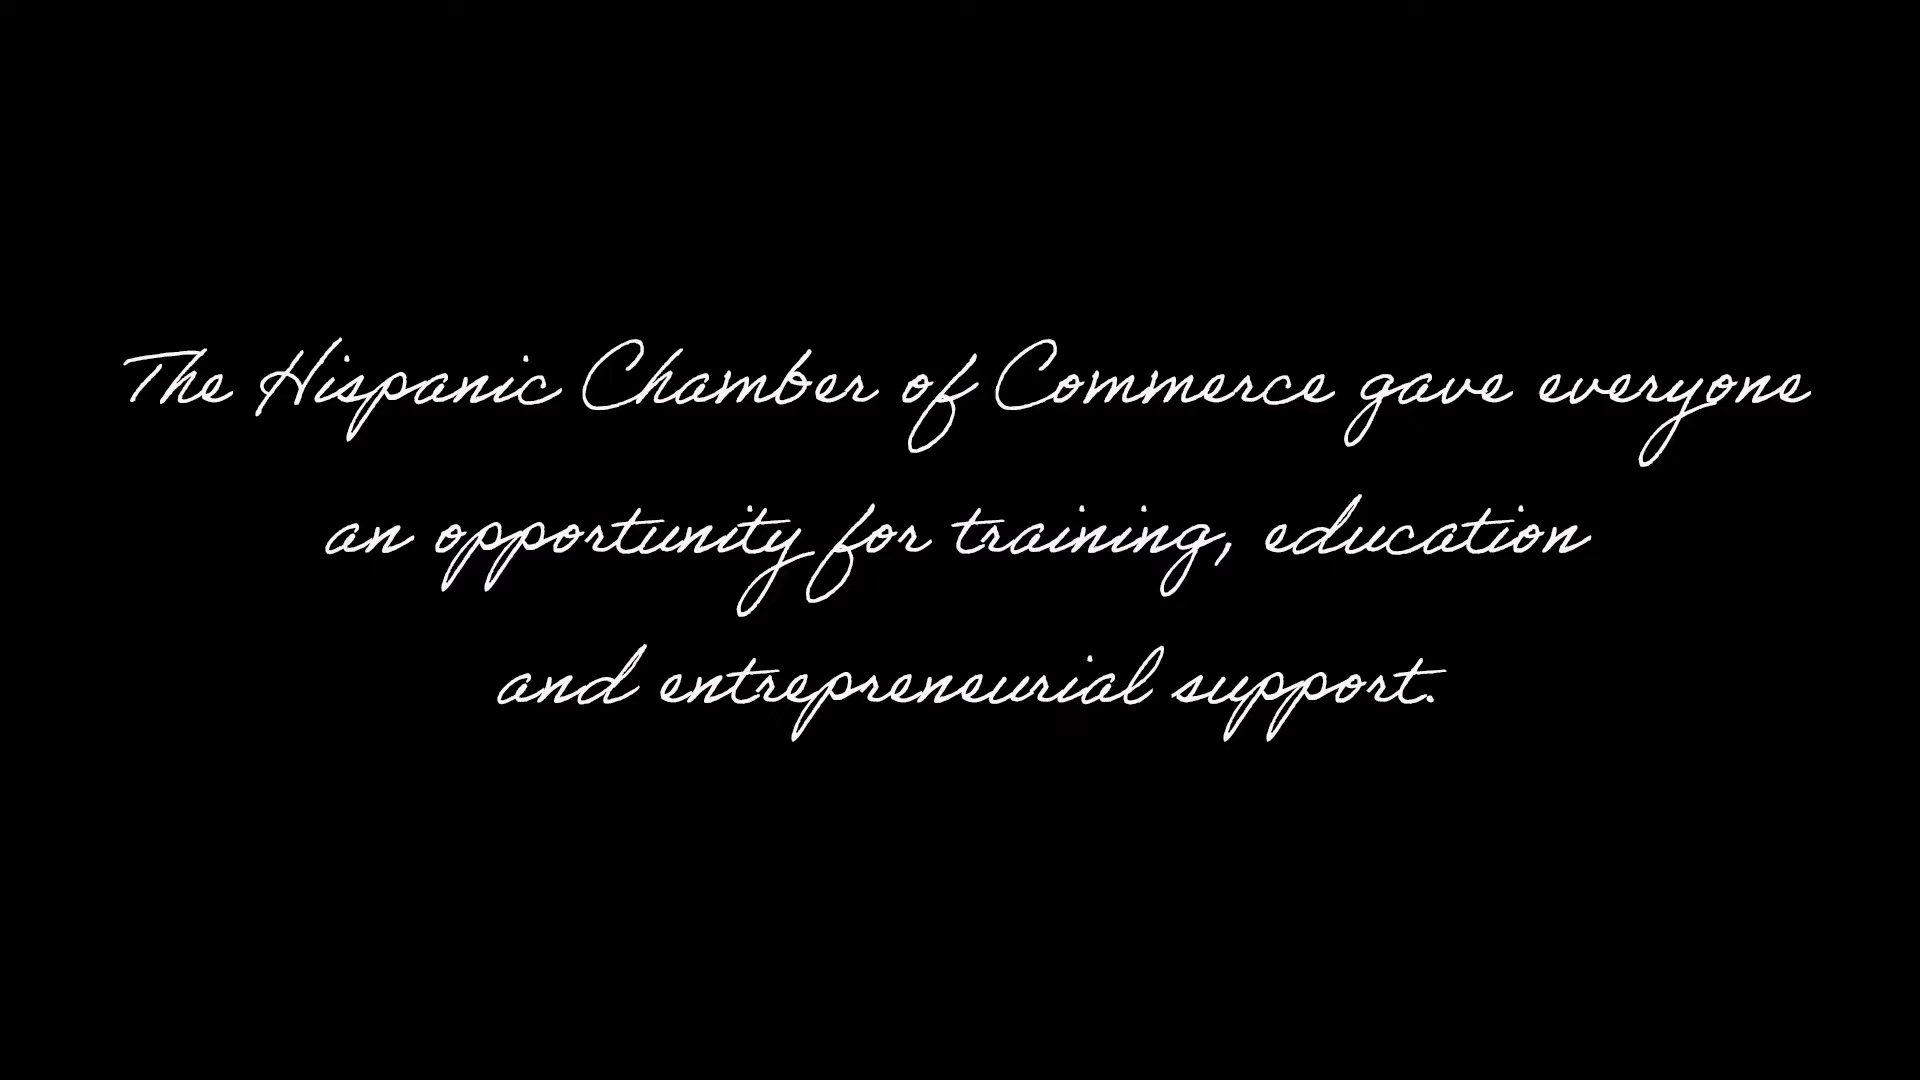 The Hispanic Chamber of Commerce gave everyone
an opportunity for training, education
and entrepreneurial support.